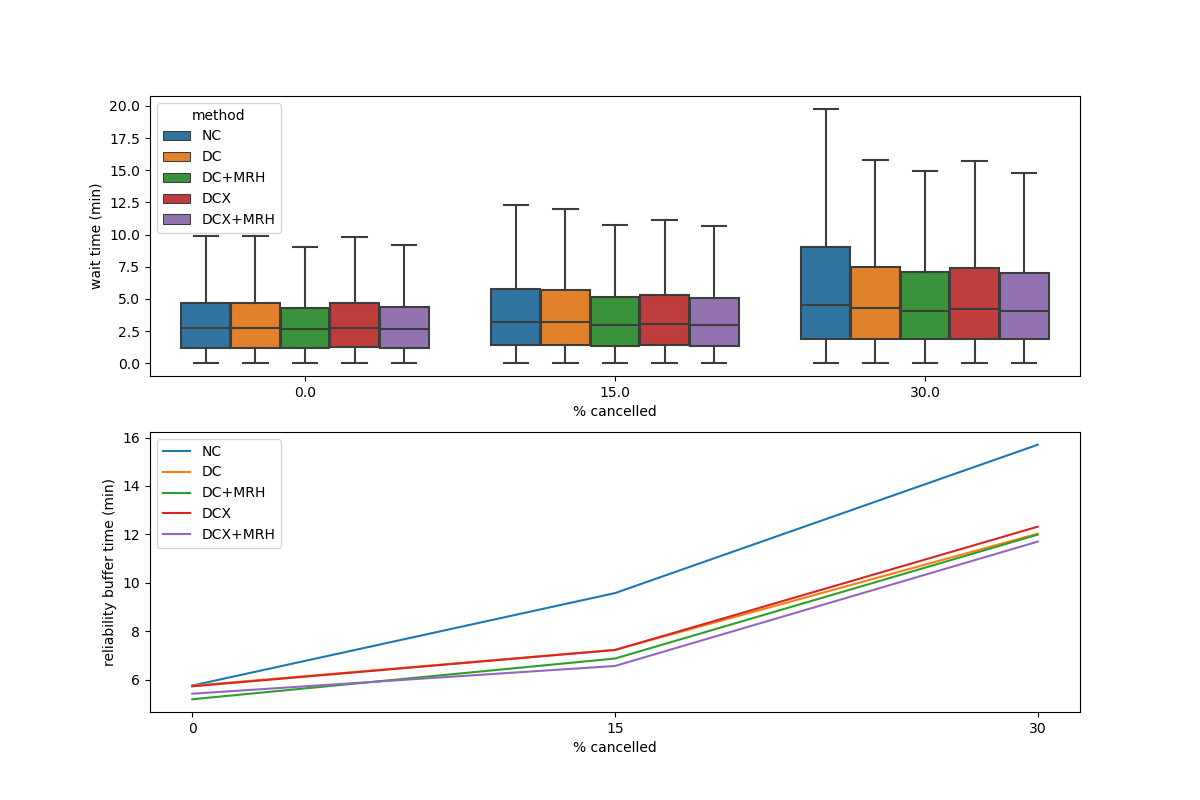 20.0
17.5
15.0
12.5
10.0
7.5
5.0
2.5
0.0
wait time (min)
method
NC
DC
DC+MRH
DCX
DCX+MRH
0.0
15.0
30.0
% cancelled
16
14
12
10
8
6
reliability buffer time (min)
NC
DC
DC+MRH
DCX
DCX+MRH
0
15
30
% cancelled